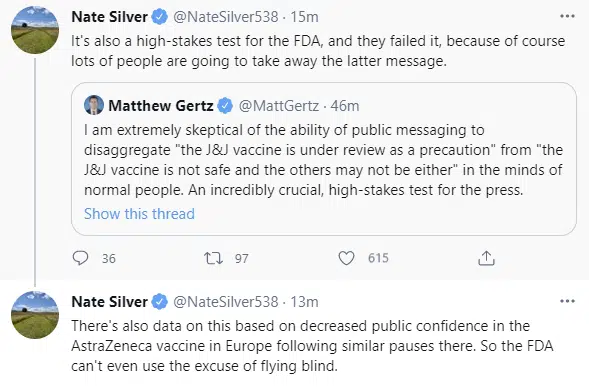 Nate Silver @NateSilver538 · 15m
It's also a high-stakes test for the FDA, and they failed it, because of course
lots of people are going to take away the latter message.
Matthew Gertz @MattGertz · 46m
I am extremely skeptical of the ability of public messaging to
disaggregate "the J&J vaccine is under review as a precaution" from "the
J&J vaccine is not safe and the others may not be either" in the minds of
normal people. An incredibly crucial, high-stakes test for the press.
Show this thread
36 97 615
Nate Silver @NateSilver538 · 13m
There's also data on this based on decreased public confidence in the
AstraZeneca vaccine in Europe following similar pauses there. So the FDA
can't even use the excuse of flying blind.